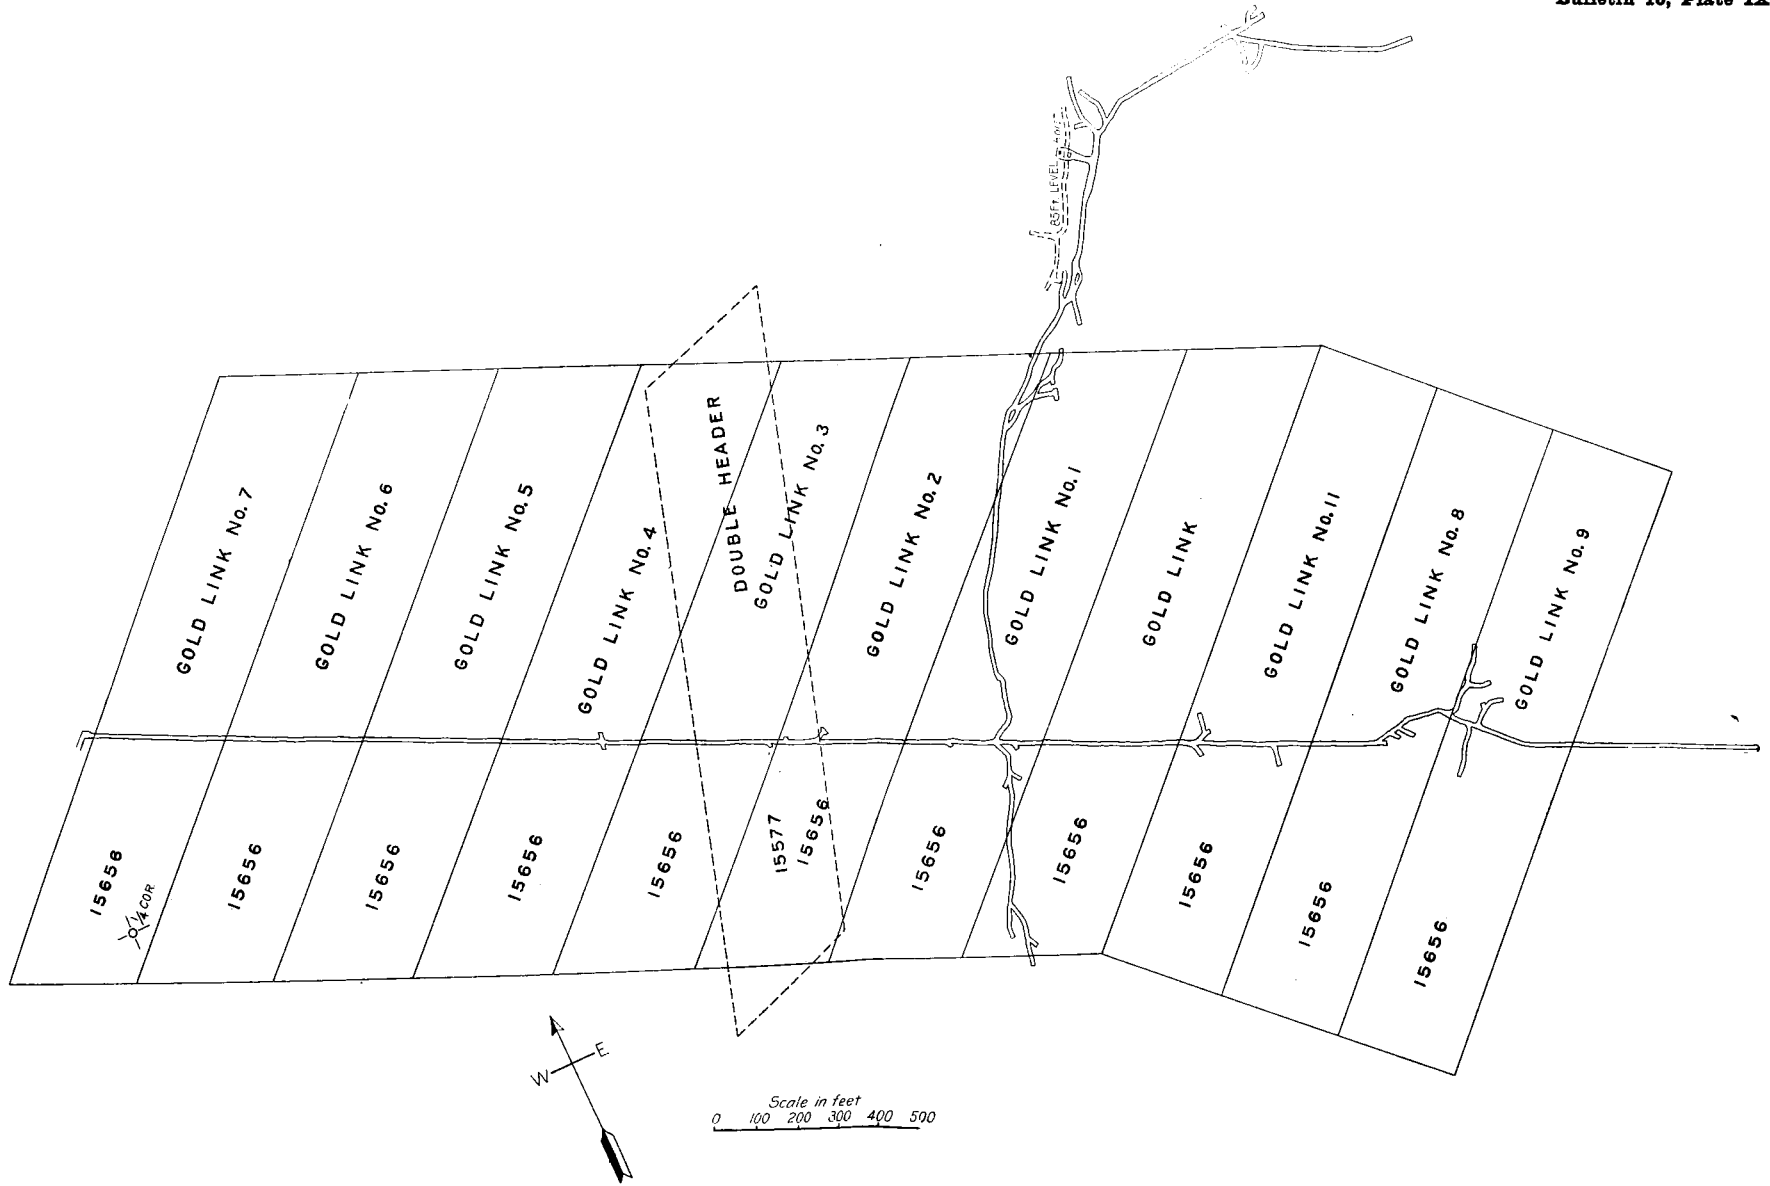 Bulletin 10, Plate IX
85 Ft. LEVEL
GOLD LINK No. 7
GOLD LINK No. 6
GOLD LINK No. 5
GOLD LINK No. 4
DOUBLE HEADER
GOLD LINK No. 3
GOLD LINK No. 2
GOLD LINK No. 1
GOLD LINK
GOLD LINK No. 11
GOLD LINK No. 8
GOLD LINK No. 9
15656
15656
15656
15656
15656
15577
15656
15656
15656
15656
15656
15656
1/4 COR.
W
E
Scale in feet
0 100 200 300 400 500